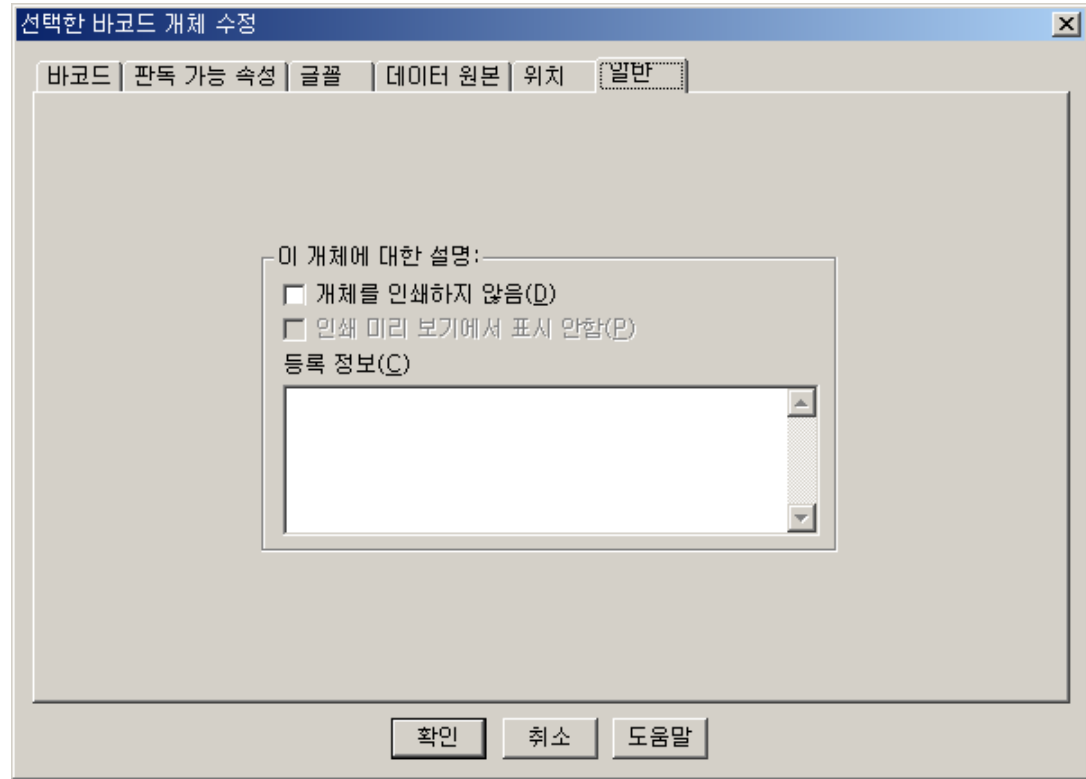 선택한 바코드 개체 수정
바코드 판독 가능 속성 글꼴 데이터 원본 위치 일반
이 개체에 대한 설명:
개체를 인쇄하지 않음(D)
인쇄 미리 보기에서 표시 안함(P)
등록 정보(C)
확인 취소 도움말